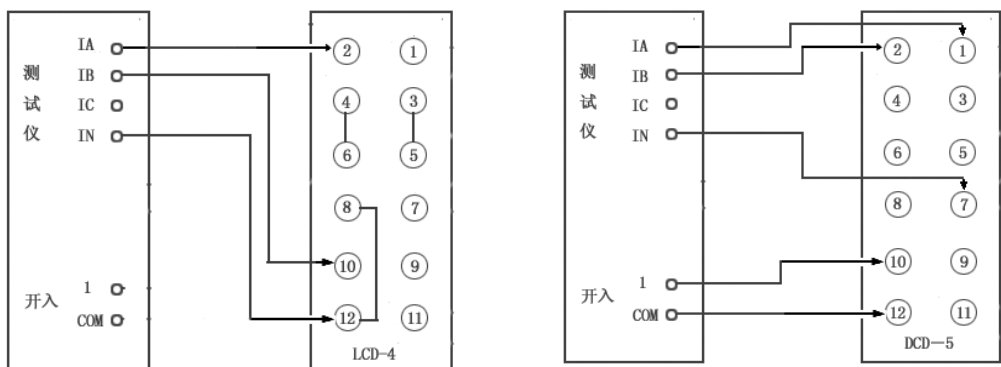 测试仪
IA
IB
IC
IN
开入
1
COM
② ①
④ ③
⑥ ⑤
⑧ ⑦
⑩ ⑨
⑫ ⑪
LCD-4
测试仪
IA
IB
IC
IN
开入
1
COM
② ①
④ ③
⑥ ⑤
⑧ ⑦
⑩ ⑨
⑫ ⑪
DCD-5